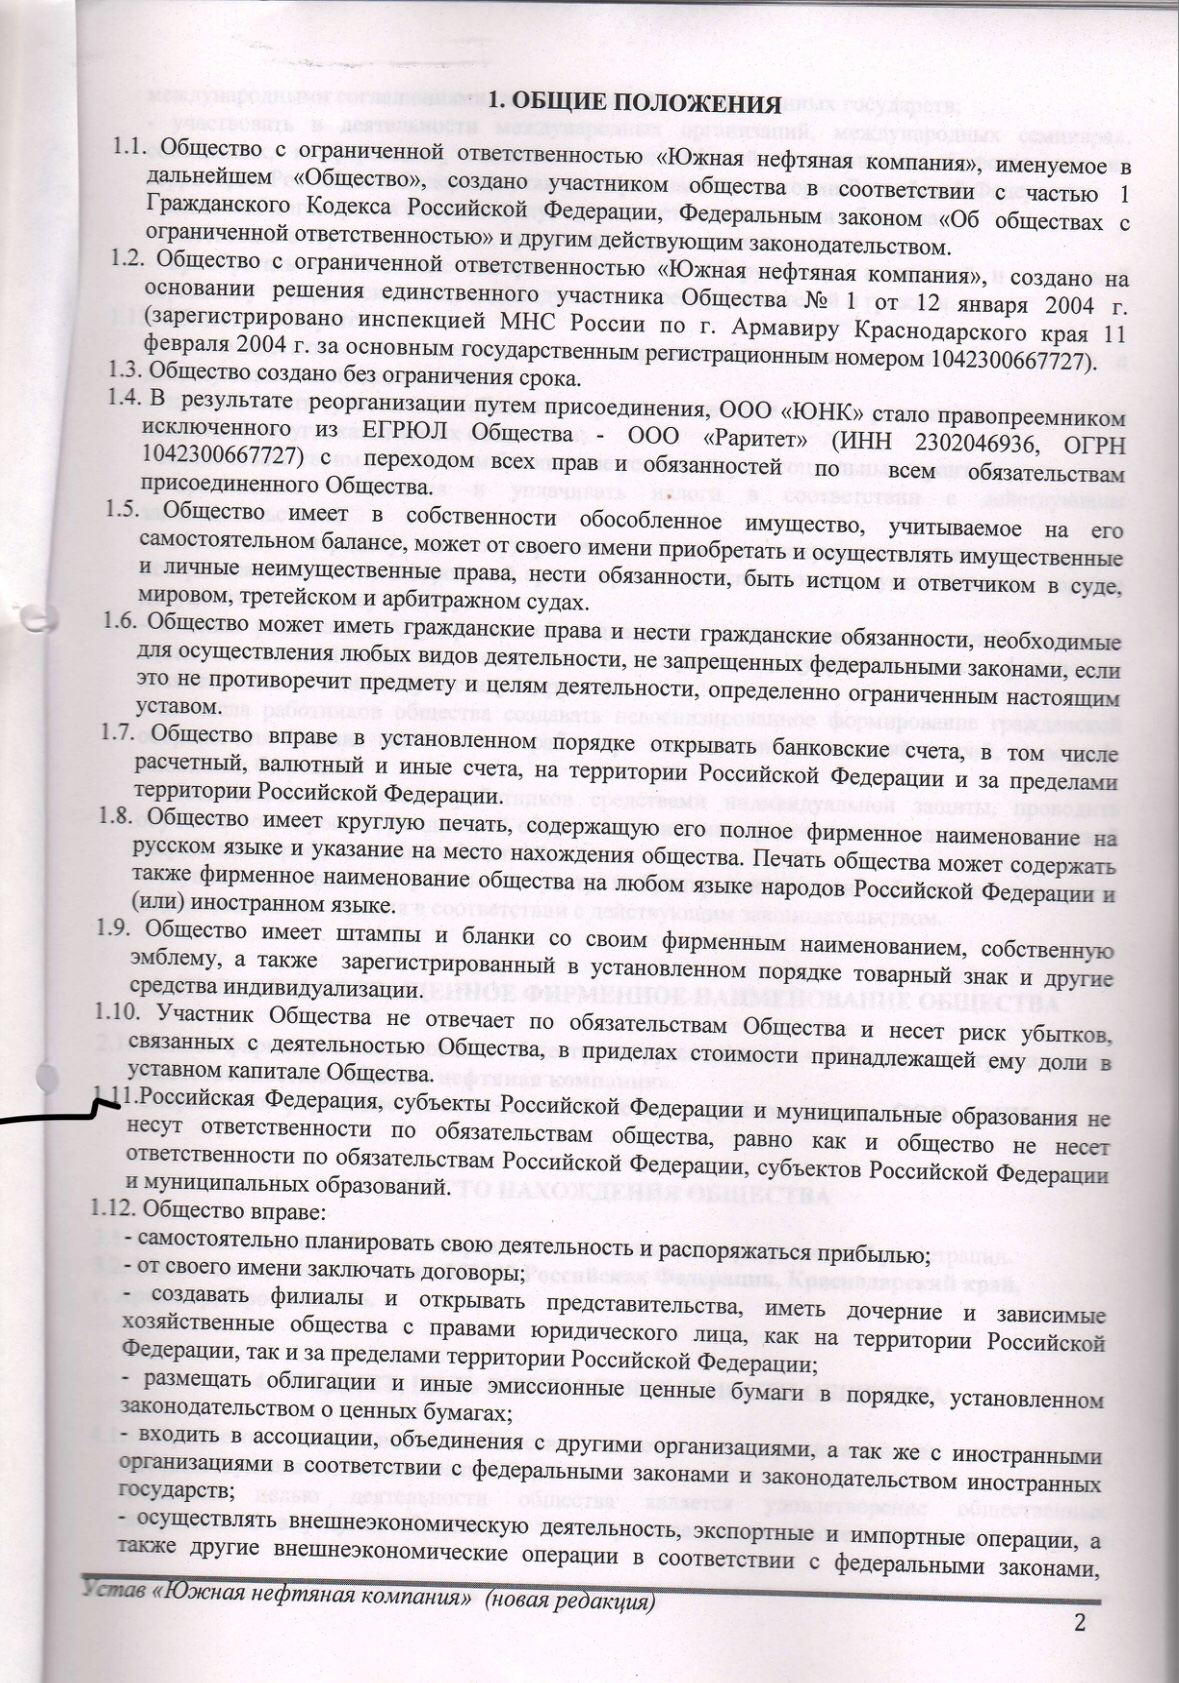 1. ОБЩИЕ ПОЛОЖЕНИЯ
1.1. Общество с ограниченной ответственностью «Южная нефтяная компания», именуемое в
дальнейшем «Общество», создано участником общества в соответствии с частью 1
Гражданского Кодекса Российской Федерации, Федеральным законом «Об обществах с
ограниченной ответственностью» и другим действующим законодательством.
1.2. Общество с ограниченной ответственностью «Южная нефтяная компания», создано на
основании решения единственного участника Общества № 1 от 12 января 2004 г.
(зарегистрировано инспекцией МНС России по г. Армавиру Краснодарского края 11
февраля 2004 г. за основным государственным регистрационным номером 1042300667727).
1.3. Общество создано без ограничения срока.
1.4. В результате реорганизации путем присоединения, ООО «ЮНК» стало правопреемником
исключенного из ЕГРЮЛ Общества - ООО «Раритет» (ИНН 2302046936, ОГРН
1042300667727) с переходом всех прав и обязанностей по всем обязательствам
присоединенного Общества.
1.5. Общество имеет в собственности обособленное имущество, учитываемое на его
самостоятельном балансе, может от своего имени приобретать и осуществлять имущественные
и личные неимущественные права, нести обязанности, быть истцом и ответчиком в суде,
мировом, третейском и арбитражном судах.
1.6. Общество может иметь гражданские права и нести гражданские обязанности, необходимые
для осуществления любых видов деятельности, не запрещенных федеральными законами, если
это не противоречит предмету и целям деятельности, определенно ограниченным настоящим
уставом.
1.7. Общество вправе в установленном порядке открывать банковские счета, в том числе
расчетный, валютный и иные счета, на территории Российской Федерации и за пределами
территории Российской Федерации.
1.8. Общество имеет круглую печать, содержащую его полное фирменное наименование на
русском языке и указание на место нахождения общества. Печать общества может содержать
также фирменное наименование общества на любом языке народов Российской Федерации и
(или) иностранном языке.
1.9. Общество имеет штампы и бланки со своим фирменным наименованием, собственную
эмблему, а также зарегистрированный в установленном порядке товарный знак и другие
средства индивидуализации.
1.10. Участник Общества не отвечает по обязательствам Общества и несет риск убытков,
связанных с деятельностью Общества, в приделах стоимости принадлежащей ему доли в
уставном капитале Общества.
1.11.Российская Федерация, субъекты Российской Федерации и муниципальные образования не
несут ответственности по обязательствам общества, равно как и общество не несет
ответственности по обязательствам Российской Федерации, субъектов Российской Федерации
и муниципальных образований.
1.12. Общество вправе:
- самостоятельно планировать свою деятельность и распоряжаться прибылью;
- от своего имени заключать договоры;
- создавать филиалы и открывать представительства, иметь дочерние и зависимые
хозяйственные общества с правами юридического лица, как на территории Российской
Федерации, так и за пределами территории Российской Федерации;
- размещать облигации и иные эмиссионные ценные бумаги в порядке, установленном
законодательством о ценных бумагах;
- входить в ассоциации, объединения с другими организациями, а так же с иностранными
организациями в соответствии с федеральными законами и законодательством иностранных
государств;
- осуществлять внешнеэкономическую деятельность, экспортные и импортные операции, а
также другие внешнеэкономические операции в соответствии с федеральными законами,
Устав «Южная нефтяная компания» (новая редакция)
2